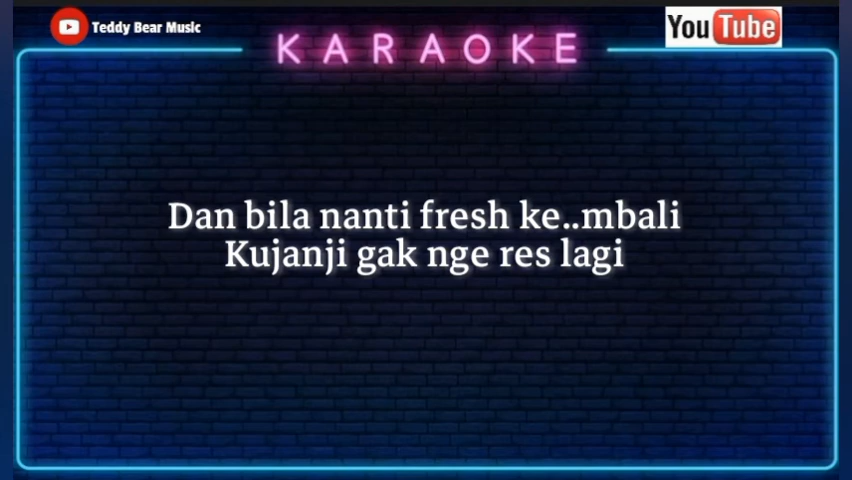 Teddy Bear Music
YouTube
KARAOKE
Dan bila nanti fresh ke..mbali
Kujanji gak nge res lagi